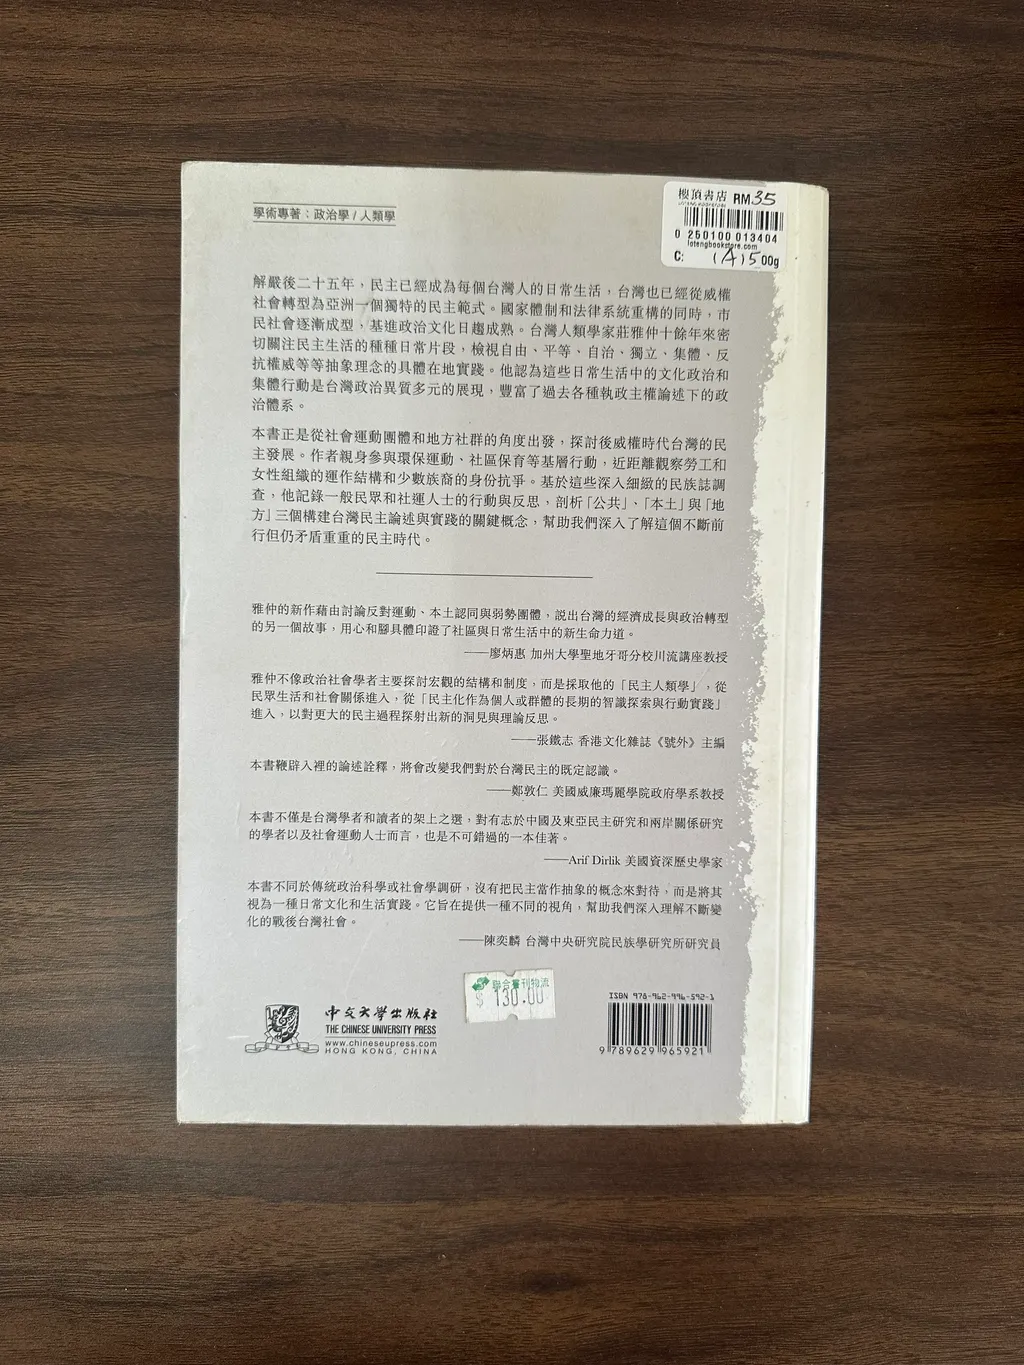 樓頂書店 RM35
0 250100 013404
lotengbookstore.com
C: (A)500g
學術專著：政治學 / 人類學
解嚴後二十五年，民主已經成為每個台灣人的日常生活，台灣也已經從威權
社會轉型為亞洲一個獨特的民主範式。國家體制和法律系統重構的同時，市
民社會逐漸成型，基進政治文化日趨成熟。台灣人類學家莊雅仲十餘年來密
切關注民主生活的種種日常片段，檢視自由、平等、自治、獨立、集體、反
抗權威等等抽象理念的具體在地實踐。他認為這些日常生活中的文化政治和
集體行動是台灣政治異質多元的展現，豐富了過去各種執政主權論述下的政
治體系。
本書正是從社會運動團體和地方社群的角度出發，探討後威權時代台灣的民
主發展。作者親身參與環保運動、社區保育等基層行動，近距離觀察勞工和
女性組織的運作結構和少數族裔的身份抗爭。基於這些深入細緻的民族誌調
查，他記錄一般民眾和社運人士的行動與反思，剖析「公共」、「本土」與「地
方」三個構建台灣民主論述與實踐的關鍵概念，幫助我們深入了解這個不斷前
行但仍矛盾重重的民主時代。
雅仲的新作藉由討論反對運動、本土認同與弱勢團體，説出台灣的經濟成長與政治轉型
的另一個故事，用心和腳具體印證了社區與日常生活中的新生命力道。
——廖炳惠 加州大學聖地牙哥分校川流講座教授
雅仲不像政治社會學者主要探討宏觀的結構和制度，而是採取他的「民主人類學」，從
民眾生活和社會關係進入，從「民主化作為個人或群體的長期的智識探索與行動實踐」
進入，以對更大的民主過程探射出新的洞見與理論反思。
——張鐵志 香港文化雜誌《號外》主編
本書鞭辟入裡的論述詮釋，將會改變我們對於台灣民主的既定認識。
——鄭敦仁 美國威廉瑪麗學院政府學系教授
本書不僅是台灣學者和讀者的架上之選，對有志於中國及東亞民主研究和兩岸關係研究
的學者以及社會運動人士而言，也是不可錯過的一本佳著。
——Arif Dirlik 美國資深歷史學家
本書不同於傳統政治科學或社會學調研，沒有把民主當作抽象的概念來對待，而是將其
視為一種日常文化和生活實踐。它旨在提供一種不同的視角，幫助我們深入理解不斷變
化的戰後台灣社會。
——陳奕麟 台灣中央研究院民族學研究所研究員
聯合書刊物流
$ 130.00
中文大學出版社
THE CHINESE UNIVERSITY PRESS
www.chineseupress.com
HONG KONG, CHINA
ISBN 978-962-996-592-1
9 789629 965921